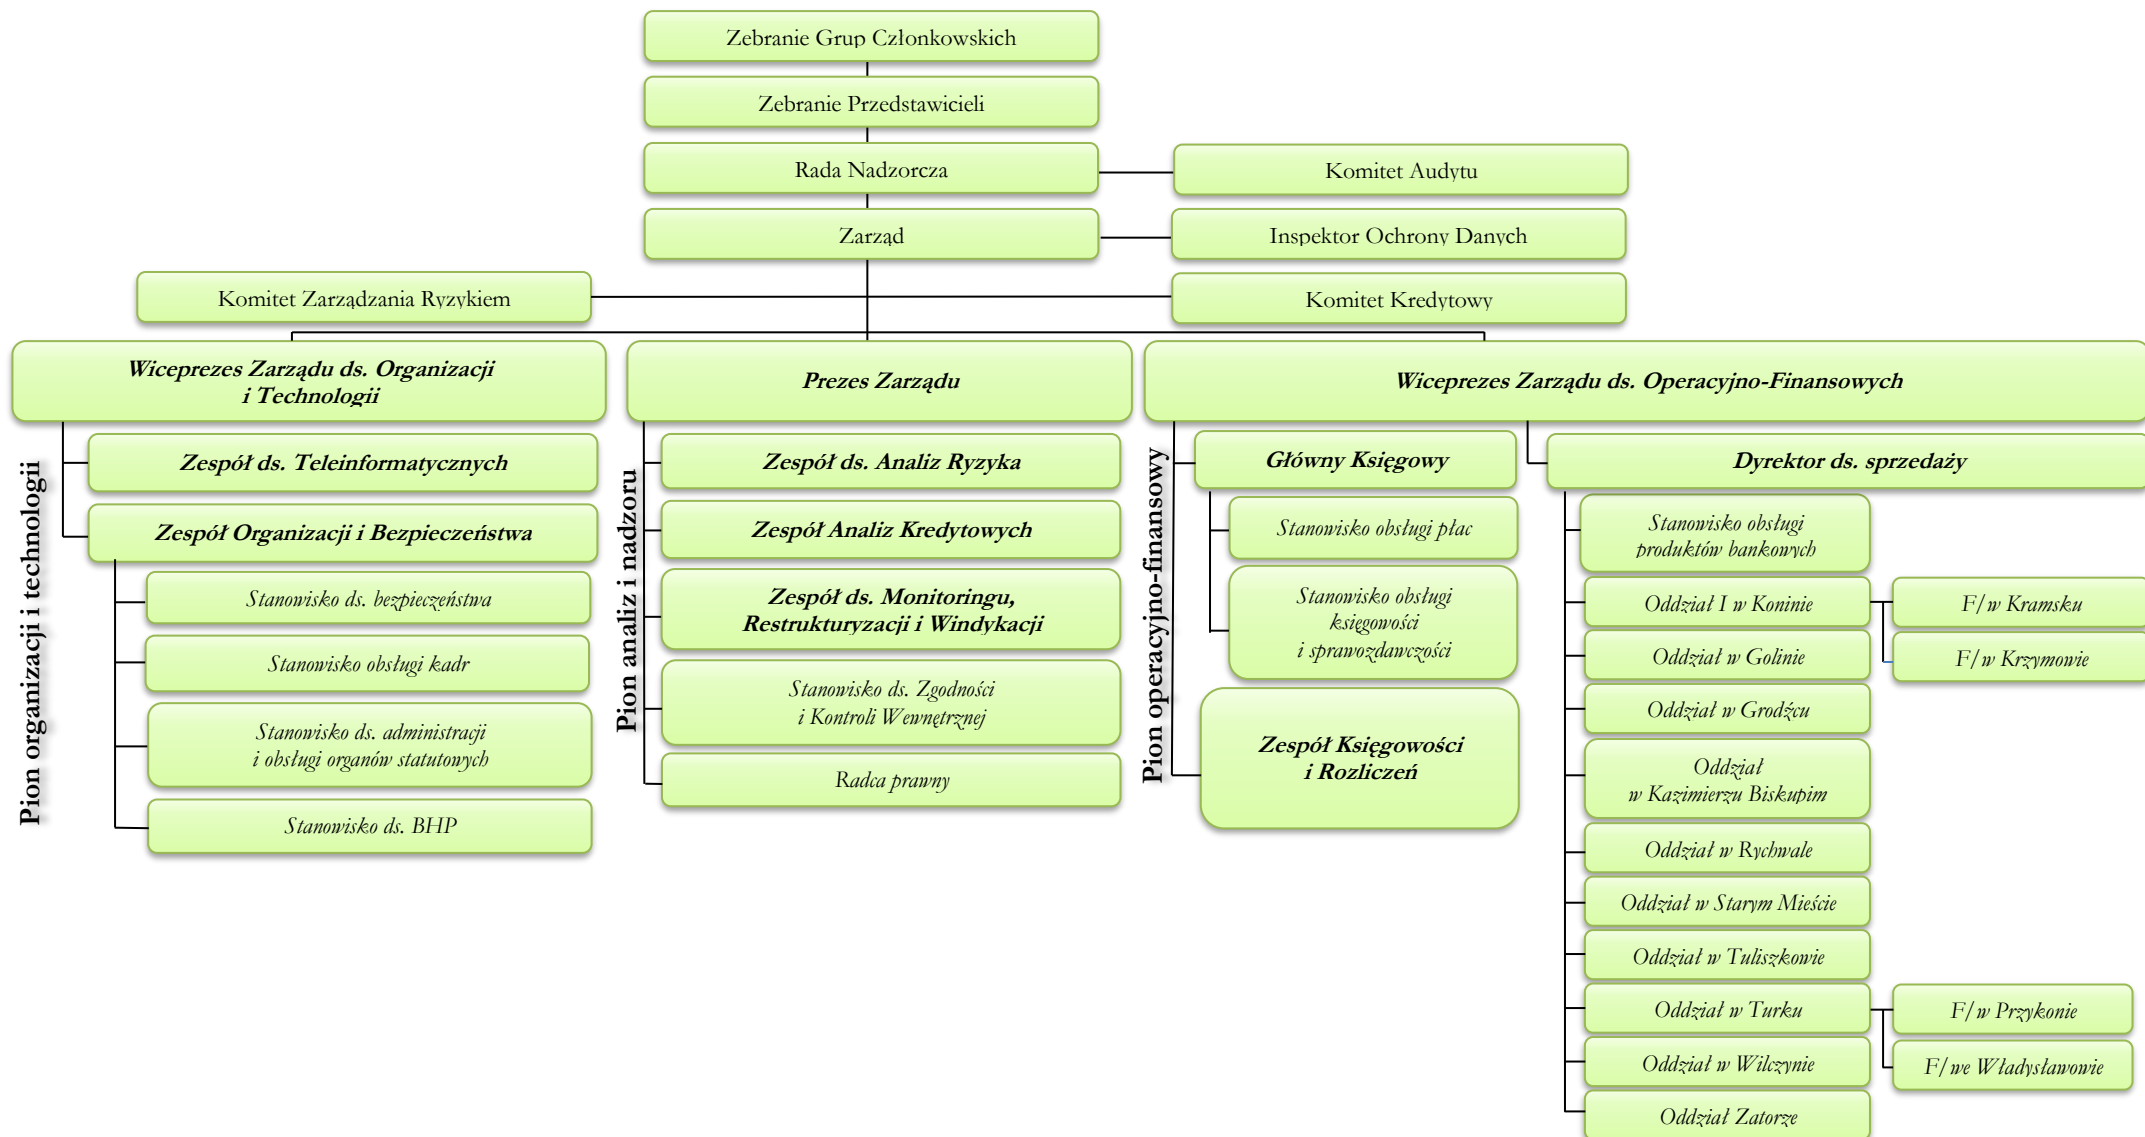 Zebranie Grup Członkowskich
Zebranie Przedstawicieli
Rada Nadzorcza
Komitet Audytu
Zarząd
Inspektor Ochrony Danych
Komitet Zarządzania Ryzykiem
Komitet Kredytowy
Wiceprezes Zarządu ds. Organizacji
i Technologii
Prezes Zarządu
Wiceprezes Zarządu ds. Operacyjno-Finansowych
Pion organizacji i technologii
Zespół ds. Teleinformatycznych
Zespół Organizacji i Bezpieczeństwa
Stanowisko ds. bezpieczeństwa
Stanowisko obsługi kadr
Stanowisko ds. administracji
i obsługi organów statutowych
Stanowisko ds. BHP
Pion analiz i nadzoru
Zespół ds. Analiz Ryzyka
Zespół Analiz Kredytowych
Zespół ds. Monitoringu,
Restrukturyzacji i Windykacji
Stanowisko ds. Zgodności
i Kontroli Wewnętrznej
Radca prawny
Pion operacyjno-finansowy
Główny Księgowy
Stanowisko obsługi płac
Stanowisko obsługi
księgowości
i sprawozdawczości
Zespół Księgowości
i Rozliczeń
Dyrektor ds. sprzedaży
Stanowisko obsługi
produktów bankowych
Oddział I w Koninie
F/w Kramsku
F/w Krzymowie
Oddział w Golinie
Oddział w Grodźcu
Oddział
w Kazimierzu Biskupim
Oddział w Rychwale
Oddział w Starym Mieście
Oddział w Tuliszkowie
Oddział w Turku
F/w Przykonie
F/we Władysławowie
Oddział w Wilczynie
Oddział Zatorze